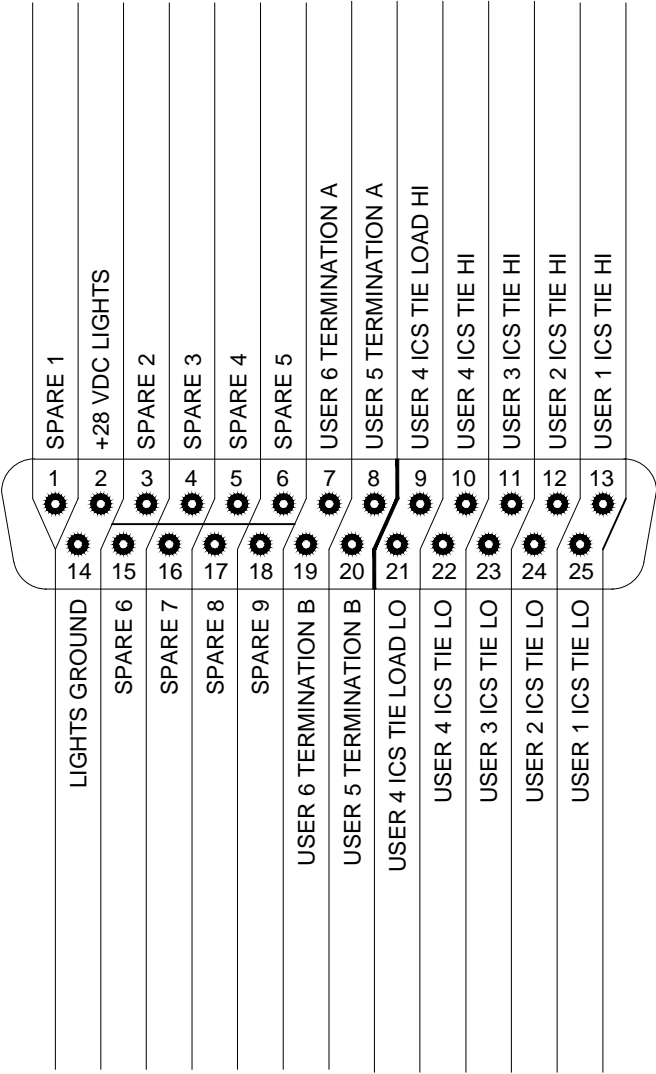 SPARE 1
+28 VDC LIGHTS
SPARE 2
SPARE 3
SPARE 4
SPARE 5
USER 6 TERMINATION A
USER 5 TERMINATION A
USER 4 ICS TIE LOAD HI
USER 4 ICS TIE HI
USER 3 ICS TIE HI
USER 2 ICS TIE HI
USER 1 ICS TIE HI
1 2 3 4 5 6 7 8 9 10 11 12 13
14 15 16 17 18 19 20 21 22 23 24 25
LIGHTS GROUND
SPARE 6
SPARE 7
SPARE 8
SPARE 9
USER 6 TERMINATION B
USER 5 TERMINATION B
USER 4 ICS TIE LOAD LO
USER 4 ICS TIE LO
USER 3 ICS TIE LO
USER 2 ICS TIE LO
USER 1 ICS TIE LO